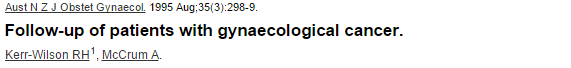 Aust N Z J Obstet Gynaecol. 1995 Aug;35(3):298-9.
Follow-up of patients with gynaecological cancer.
Kerr-Wilson RH1, McCrum A.